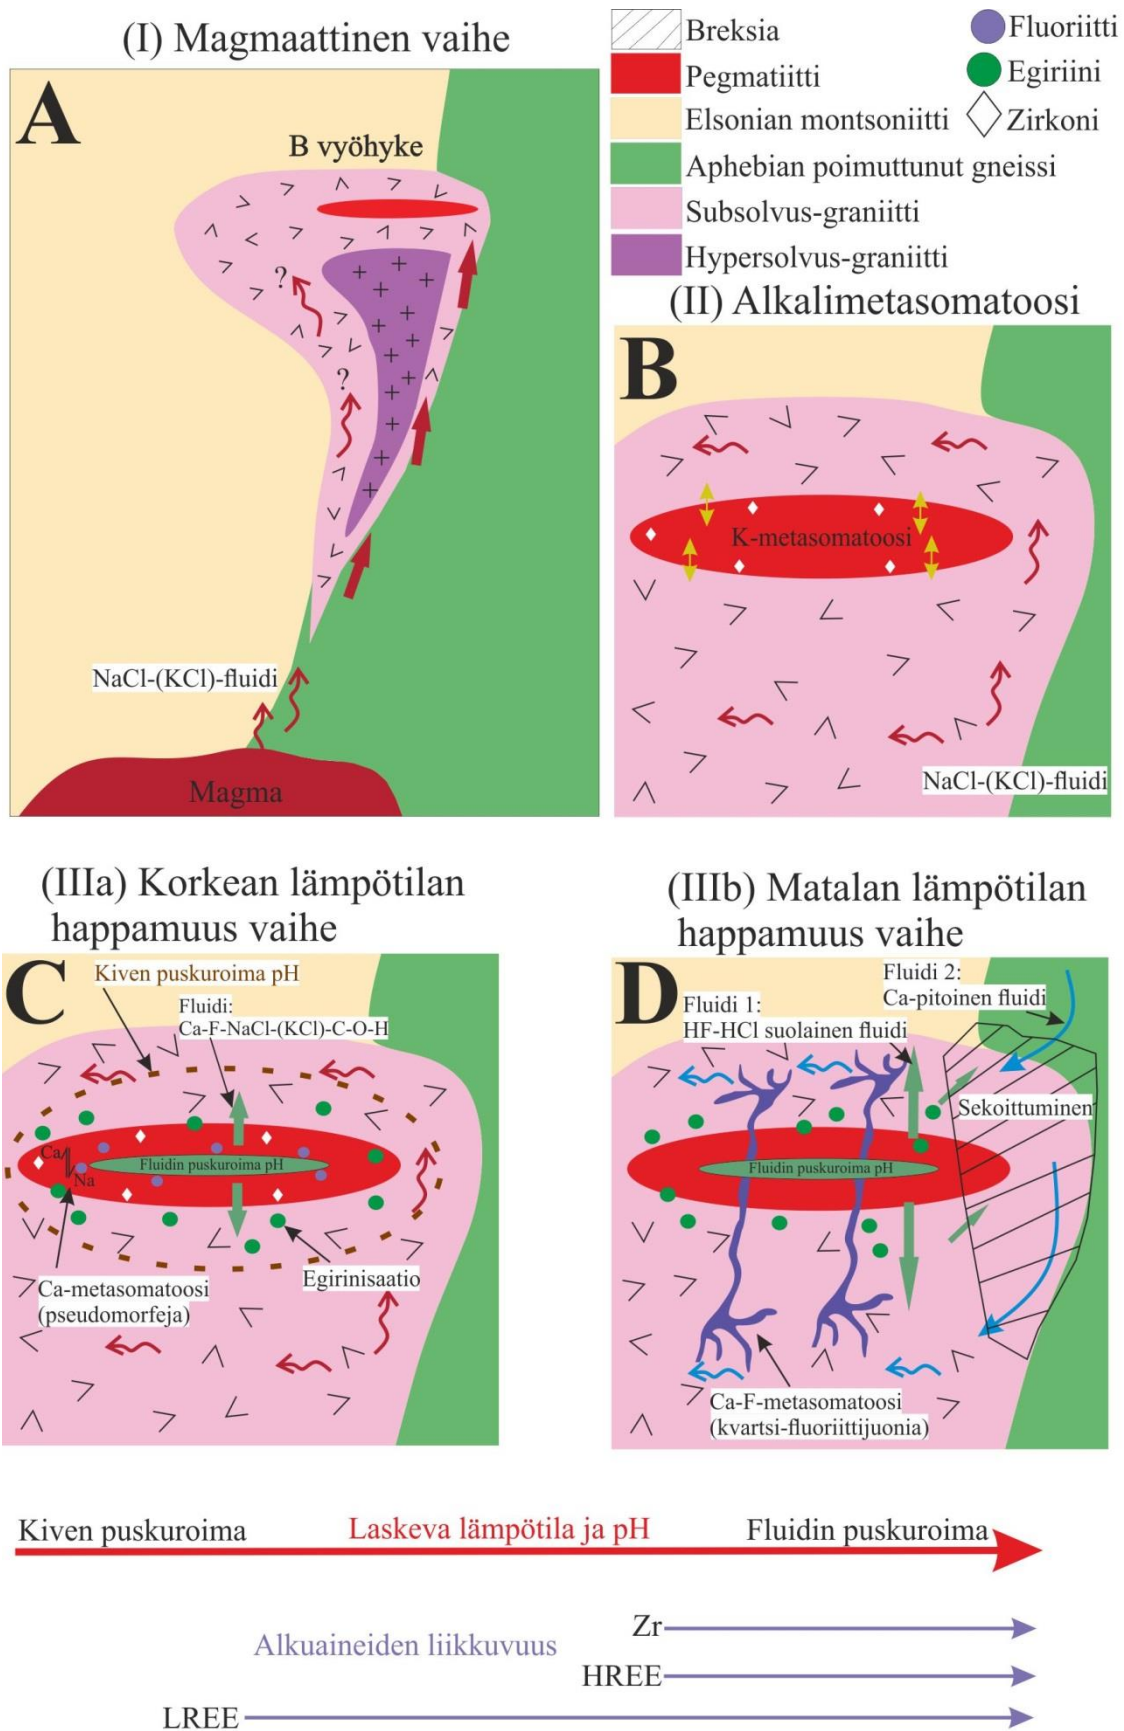 (I) Magmaattinen vaihe
A
B vyöhyke
?
?
NaCl-(KCl)-fluidi
Magma
Breksia
Pegmatiitti
Elsonian montsoniitti
Aphebian poimuttunut gneissi
Subsolvus-graniitti
Hypersolvus-graniitti
Fluoriitti
Egiriini
Zirkoni
(II) Alkalimetasomatoosi
B
K-metasomatoosi
NaCl-(KCl)-fluidi
(IIIa) Korkean lämpötilan
happamuus vaihe
C
Kiven puskuroima pH
Fluidi:
Ca-F-NaCl-(KCl)-C-O-H
Ca
Na
Fluidin puskuroima pH
Ca-metasomatoosi
(pseudomorfeja)
Egirinisaatio
(IIIb) Matalan lämpötilan
happamuus vaihe
D
Fluidi 1:
HF-HCl suolainen fluidi
Fluidi 2:
Ca-pitoinen fluidi
Sekoittuminen
Fluidin puskuroima pH
Ca-F-metasomatoosi
(kvartsi-fluoriittijuonia)
Kiven puskuroima
Laskeva lämpötila ja pH
Fluidin puskuroima
Alkuaineiden liikkuvuus
Zr
HREE
LREE